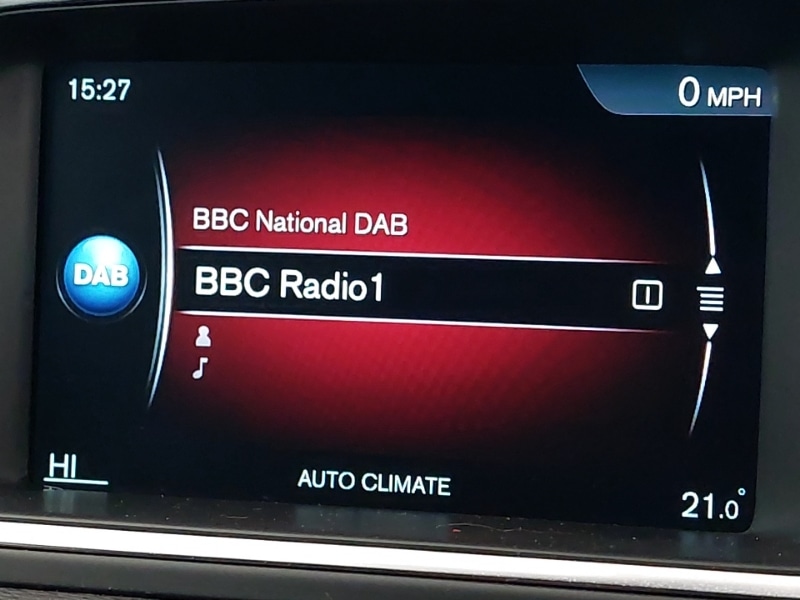 15:27
0 MPH
BBC National DAB
DAB
BBC Radio1
HI
AUTO CLIMATE
21.0°